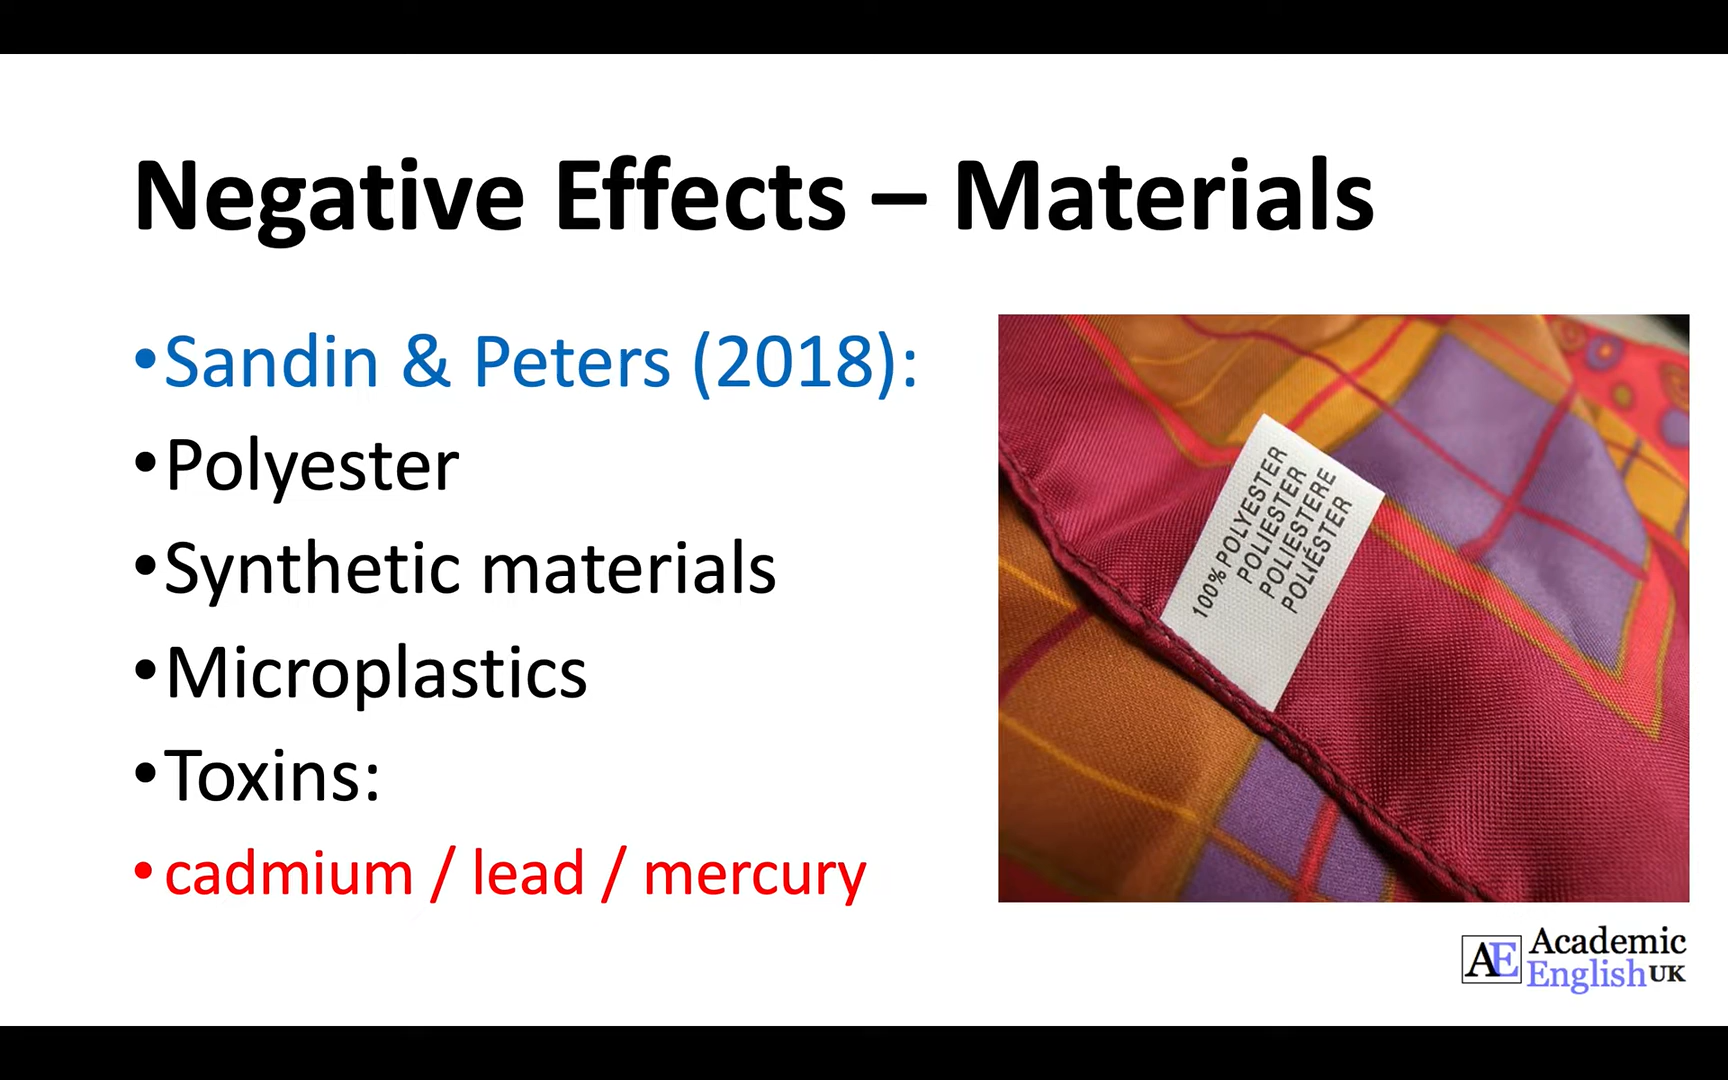 Negative Effects – Materials
•Sandin & Peters (2018):
•Polyester
•Synthetic materials
•Microplastics
•Toxins:
•cadmium / lead / mercury
100% POLYESTER
POLIESTER
POLIESTERE
POLIÉSTER
AE Academic
English UK